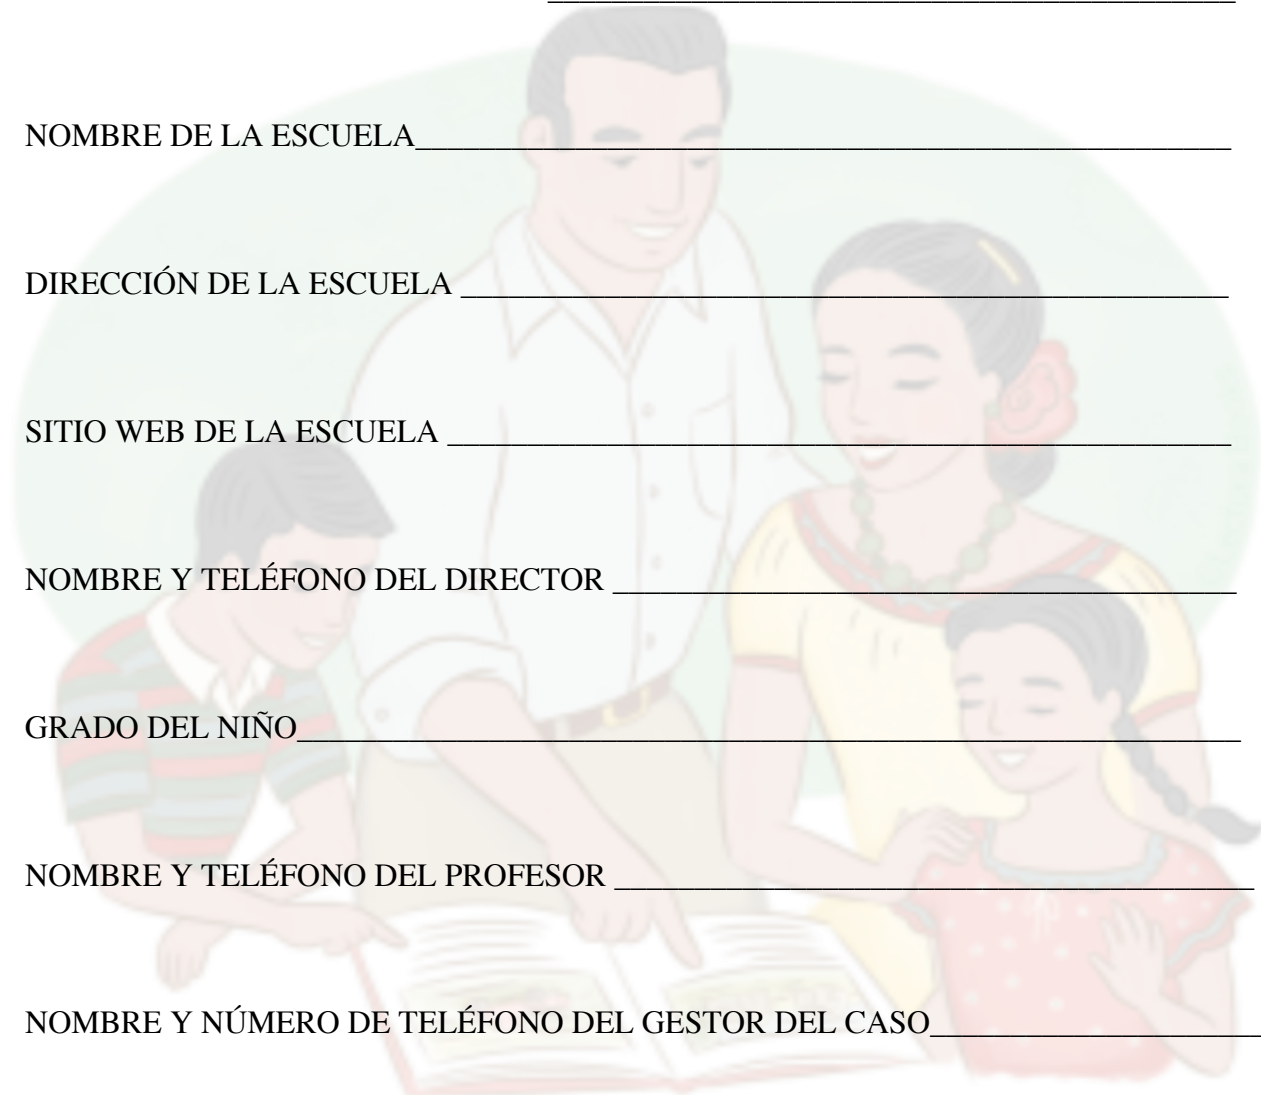 NOMBRE DE LA ESCUELA
DIRECCIÓN DE LA ESCUELA
SITIO WEB DE LA ESCUELA
NOMBRE Y TELÉFONO DEL DIRECTOR
GRADO DEL NIÑO
NOMBRE Y TELÉFONO DEL PROFESOR
NOMBRE Y NÚMERO DE TELÉFONO DEL GESTOR DEL CASO